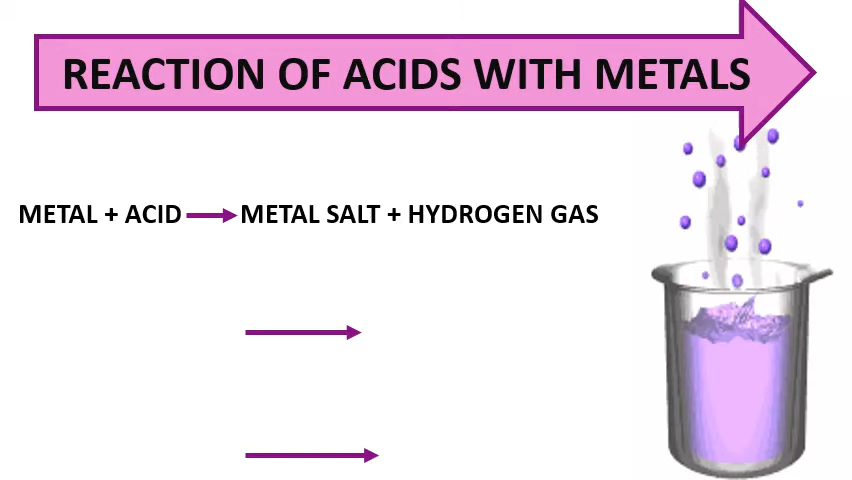 REACTION OF ACIDS WITH METALS
METAL + ACID → METAL SALT + HYDROGEN GAS